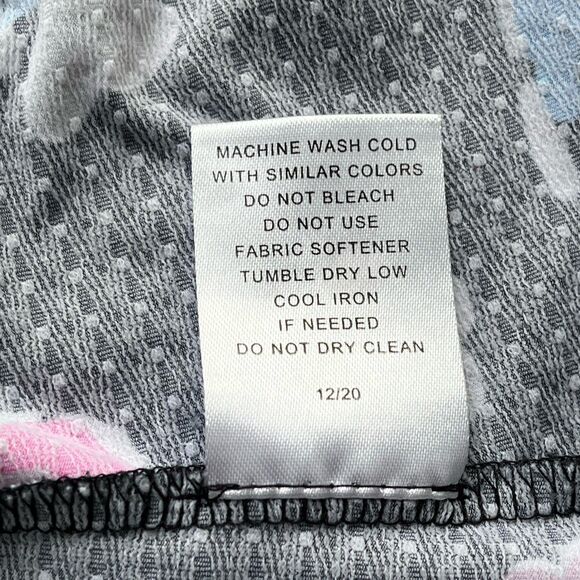 MACHINE WASH COLD
WITH SIMILAR COLORS
DO NOT BLEACH
DO NOT USE
FABRIC SOFTENER
TUMBLE DRY LOW
COOL IRON
IF NEEDED
DO NOT DRY CLEAN
12/20